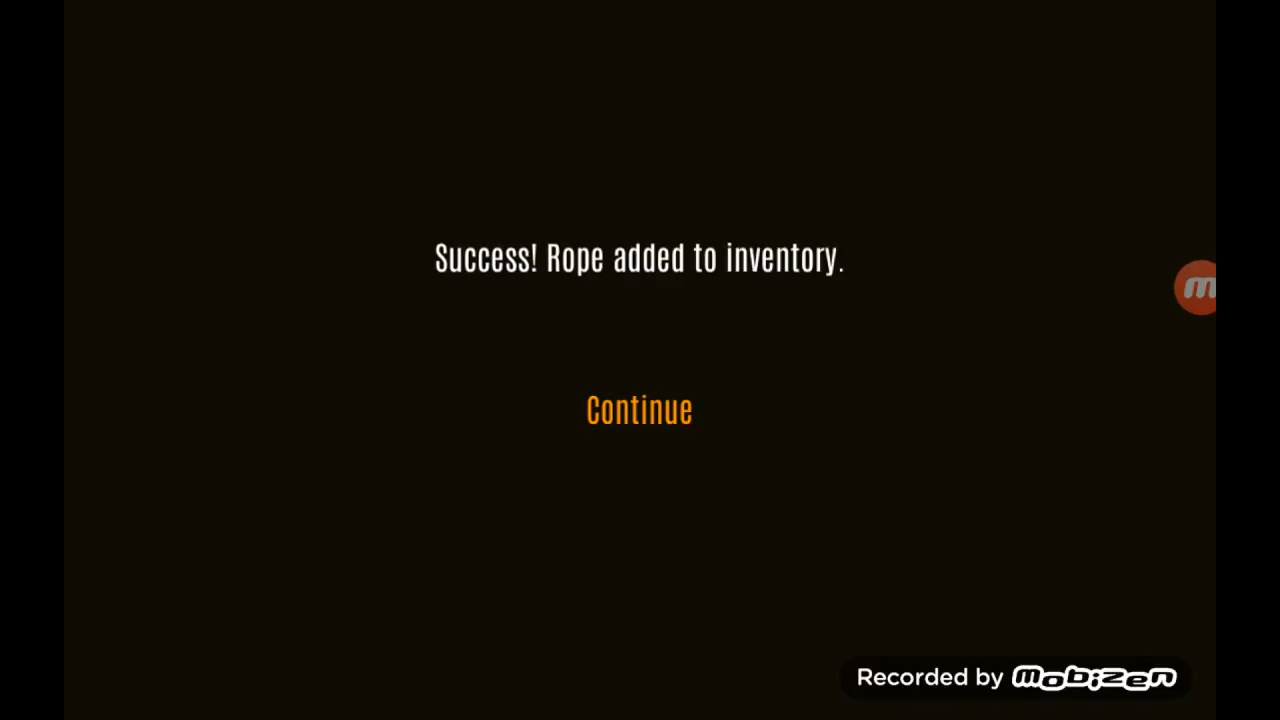 Success! Rope added to inventory.
m
Continue
Recorded by mobizen